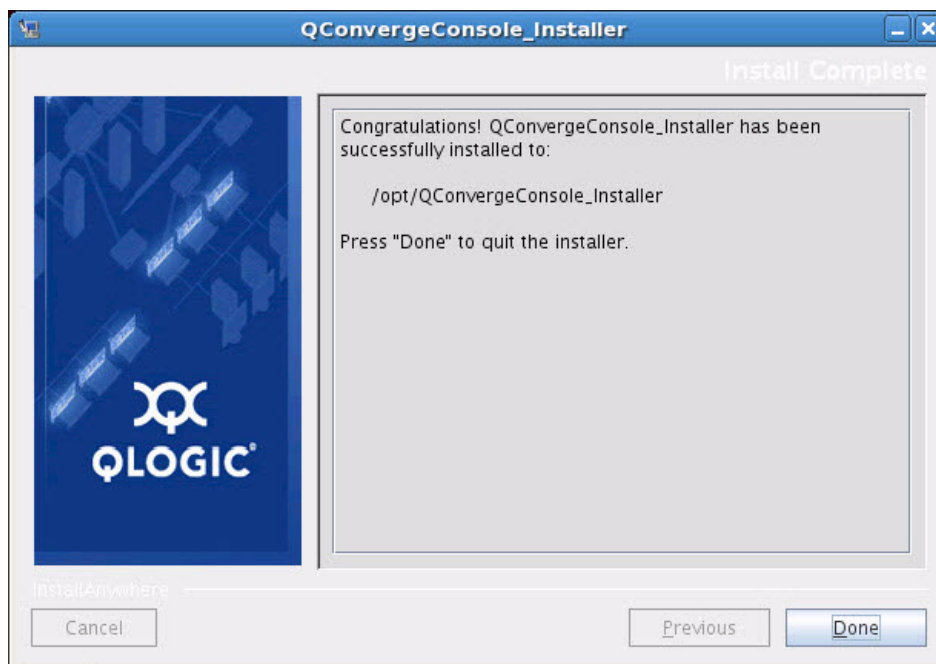 QConvergeConsole_Installer
Install Complete
Congratulations! QConvergeConsole_Installer has been
successfully installed to:
/opt/QConvergeConsole_Installer
Press "Done" to quit the installer.
QLOGIC®
InstallAnywhere
Cancel
Previous
Done